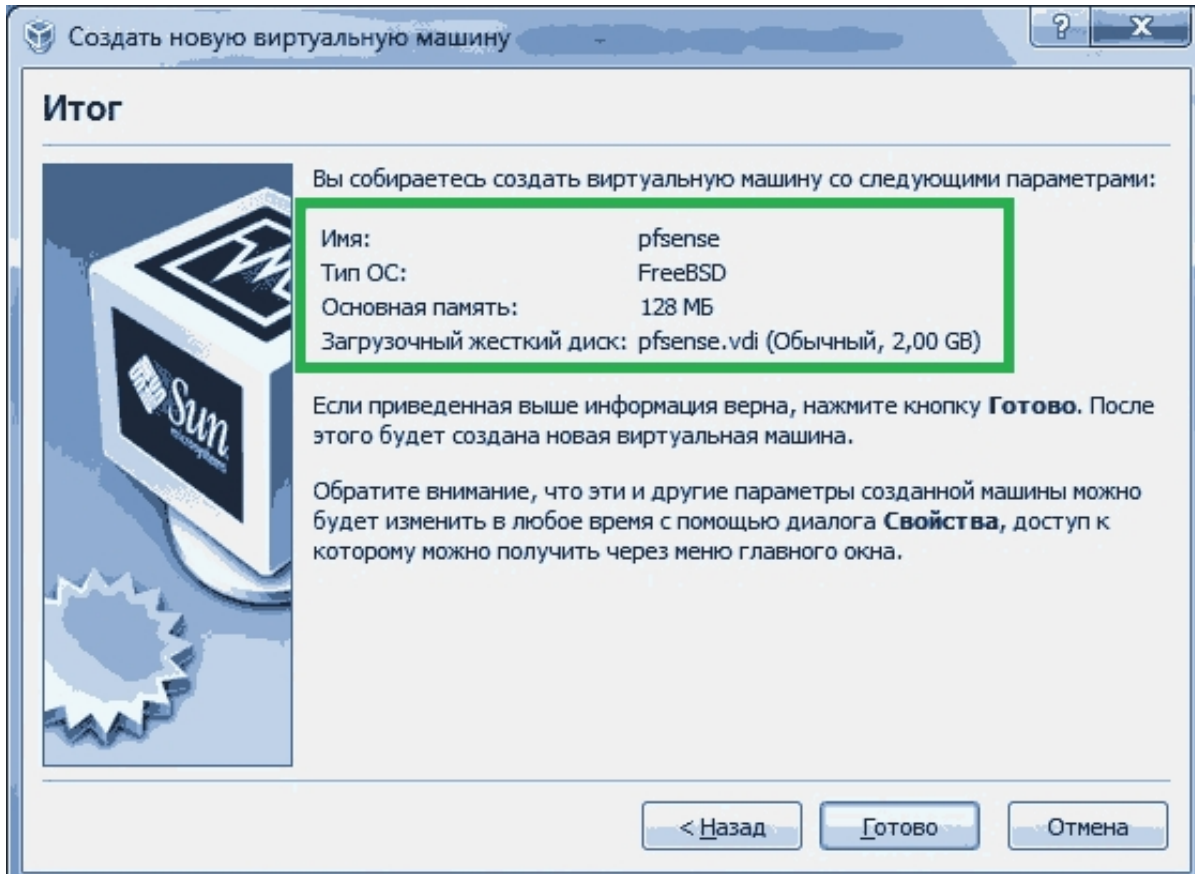 Создать новую виртуальную машину
Итог
Вы собираетесь создать виртуальную машину со следующими параметрами:
Имя: pfsense
Тип ОС: FreeBSD
Основная память: 128 МБ
Загрузочный жесткий диск: pfsense.vdi (Обычный, 2,00 GB)
Если приведенная выше информация верна, нажмите кнопку Готово. После
этого будет создана новая виртуальная машина.
Обратите внимание, что эти и другие параметры созданной машины можно
будет изменить в любое время с помощью диалога Свойства, доступ к
которому можно получить через меню главного окна.
Sun
microsystems
< Назад Готово Отмена